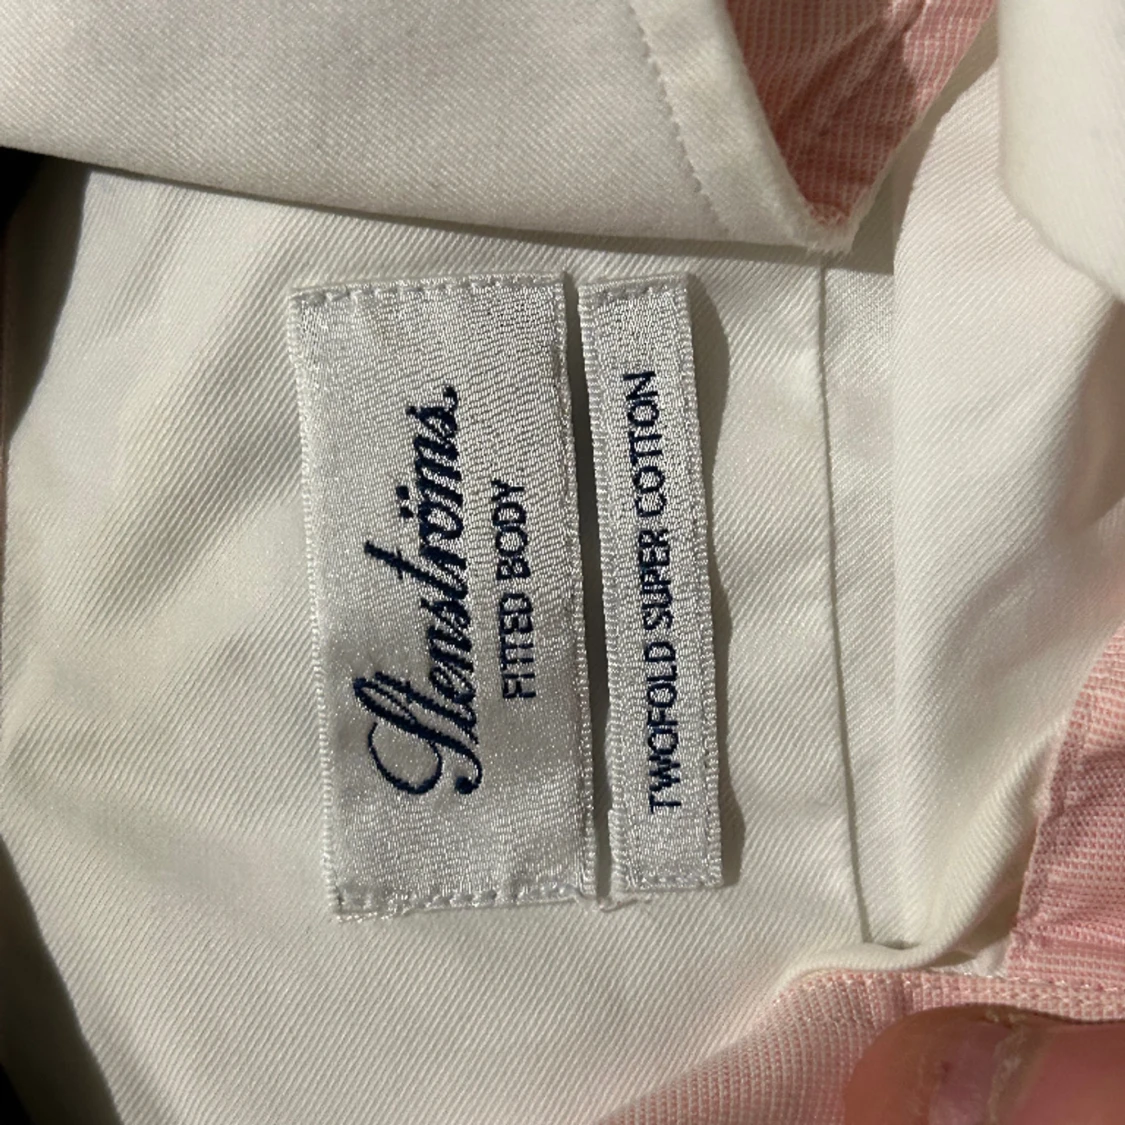 Stenströms
FITTED BODY
TWOFOLD SUPER COTTON